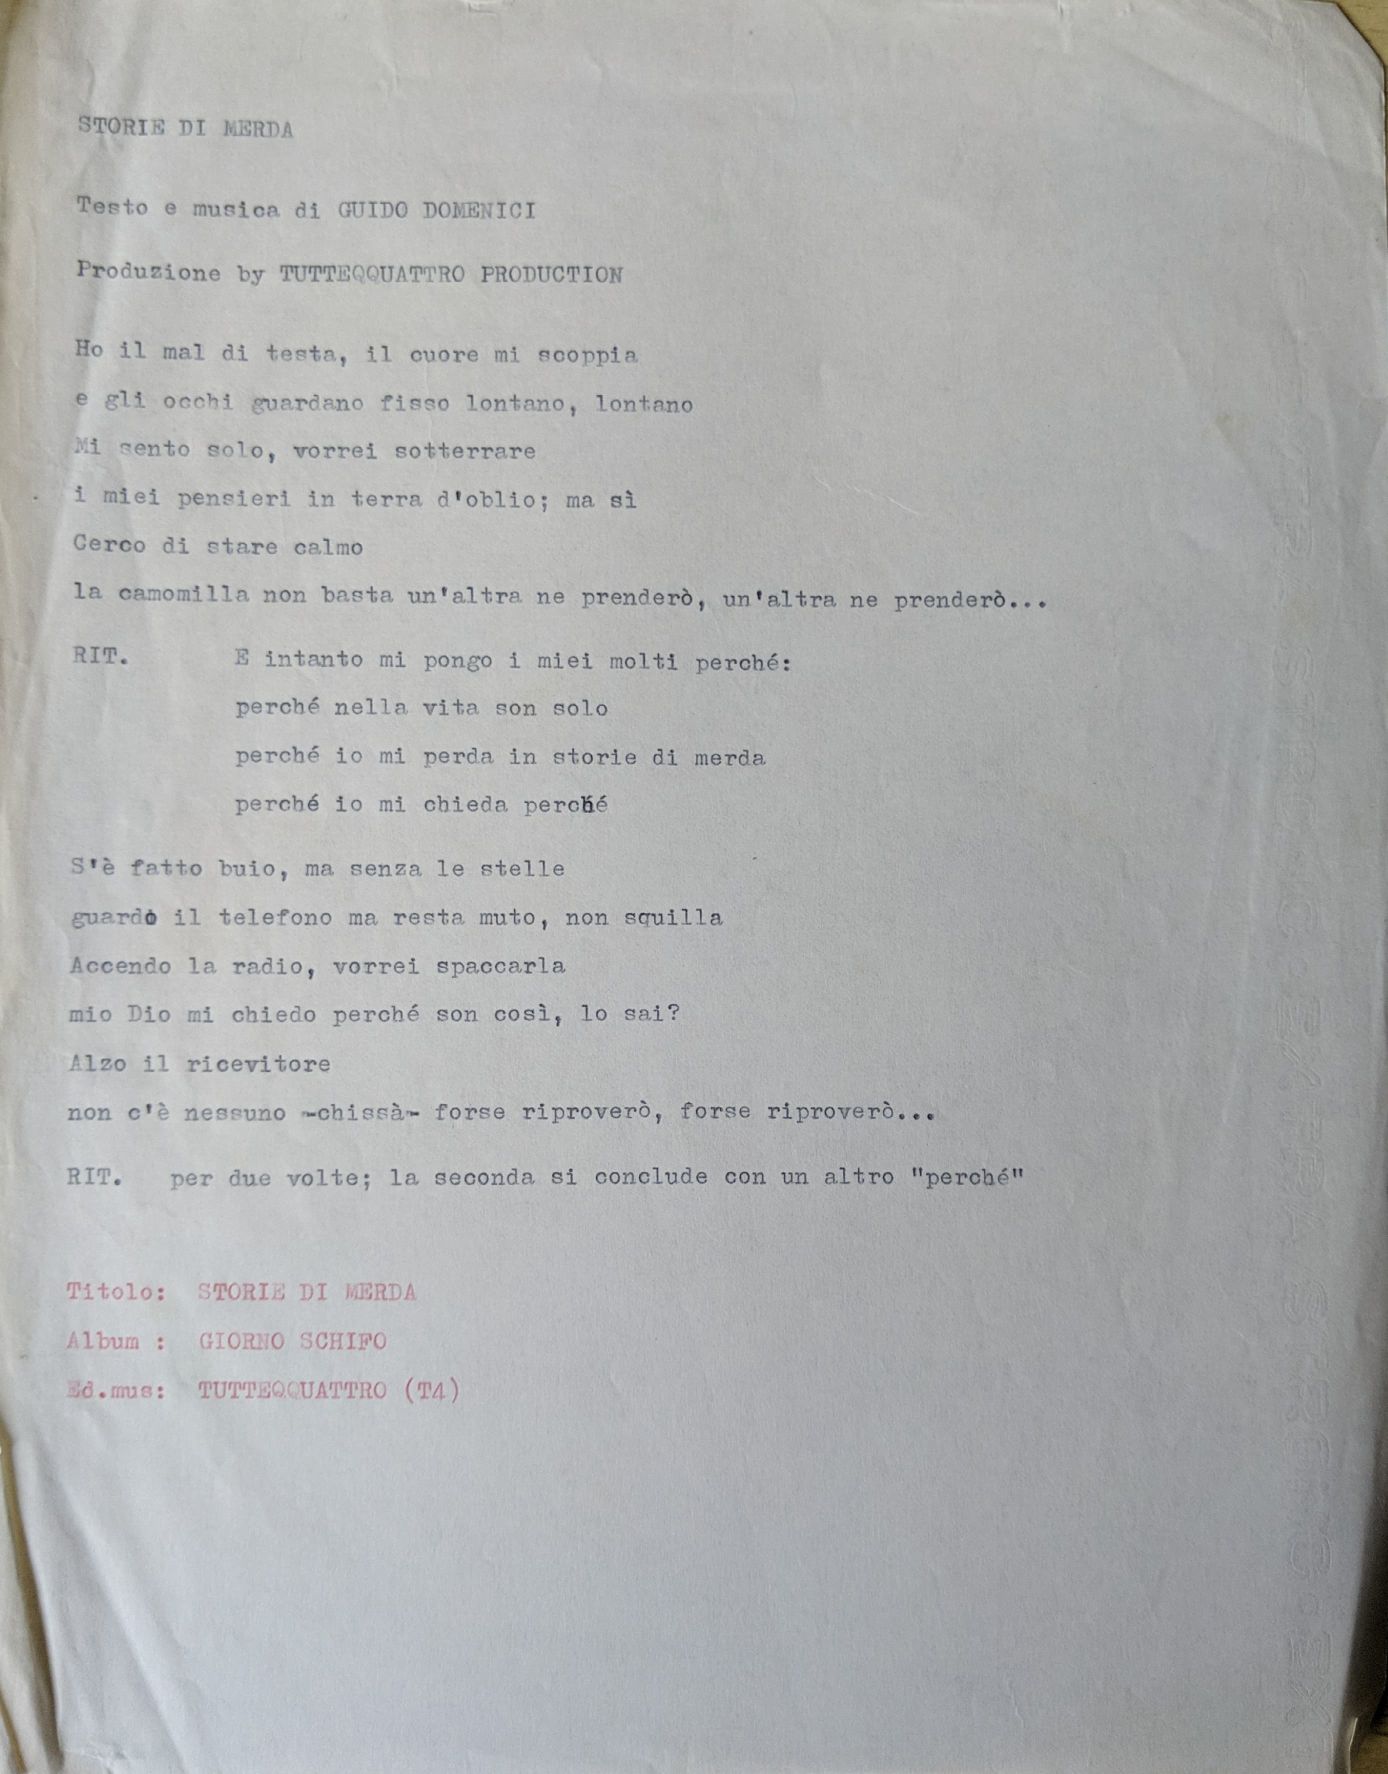 STORIE DI MERDA
Testo e musica di GUIDO DOMENICI
Produzione by TUTTEQQUATTRO PRODUCTION
Ho il mal di testa, il cuore mi scoppia
e gli occhi guardano fisso lontano, lontano
Mi sento solo, vorrei sotterrare
i miei pensieri in terra d'oblio; ma sì
Cerco di stare calmo
la camomilla non basta un'altra ne prenderò, un'altra ne prenderò...
RIT. E intanto mi pongo i miei molti perché:
perché nella vita son solo
perché io mi perda in storie di merda
perché io mi chieda perché
S'è fatto buio, ma senza le stelle
guardo il telefono ma resta muto, non squilla
Accendo la radio, vorrei spaccarla
mio Dio mi chiedo perché son così, lo sai?
Alzo il ricevitore
non c'è nessuno -chissà- forse riproverò, forse riproverò...
RIT. per due volte; la seconda si conclude con un altro "perché"
Titolo: STORIE DI MERDA
Album : GIORNO SCHIFO
Ed.mus: TUTTEQQUATTRO (T4)